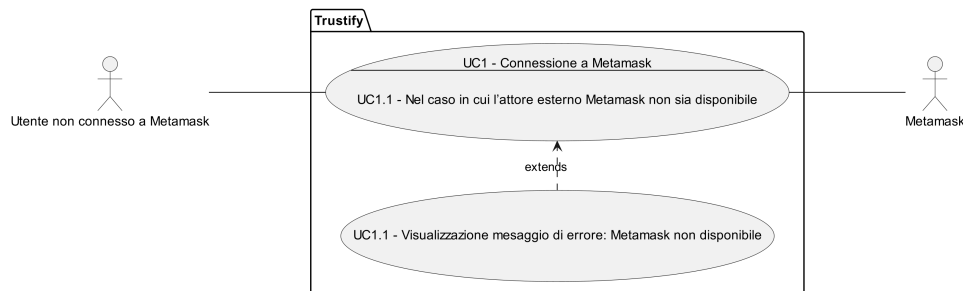 Trustify
UC1 - Connessione a Metamask
UC1.1 - Nel caso in cui l'attore esterno Metamask non sia disponibile
Utente non connesso a Metamask
Metamask
extends
UC1.1 - Visualizzazione mesaggio di errore: Metamask non disponibile